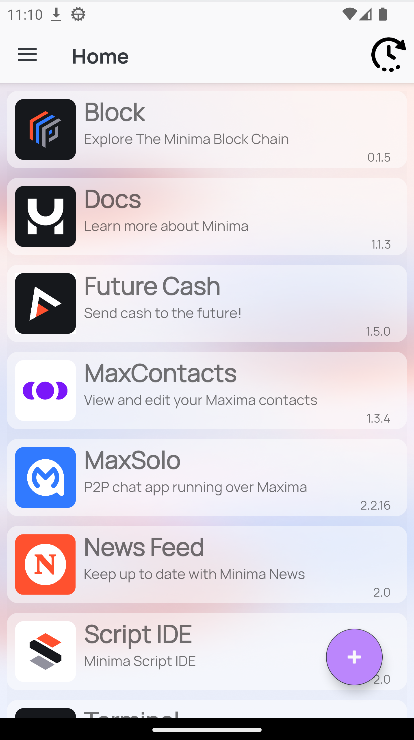 11:10
Home
Block
Explore The Minima Block Chain
0.1.5
Docs
Learn more about Minima
1.1.3
Future Cash
Send cash to the future!
1.5.0
MaxContacts
View and edit your Maxima contacts
1.3.4
MaxSolo
P2P chat app running over Maxima
2.2.16
N
News Feed
Keep up to date with Minima News
2.0
Script IDE
Minima Script IDE
2.0
+
Terminal